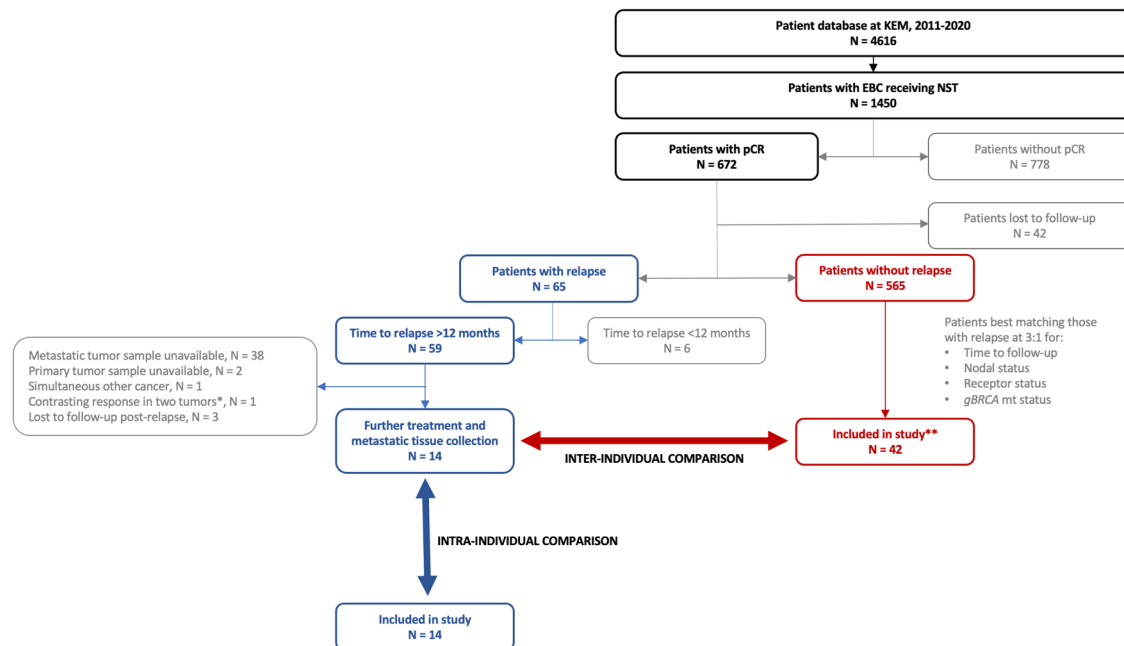 Patient database at KEM, 2011-2020
N = 4616
Patients with EBC receiving NST
N = 1450
Patients with pCR
N = 672
Patients without pCR
N = 778
Patients lost to follow-up
N = 42
Patients with relapse
N = 65
Patients without relapse
N = 565
Time to relapse >12 months
N = 59
Time to relapse <12 months
N = 6
Patients best matching those
with relapse at 3:1 for:
• Time to follow-up
• Nodal status
• Receptor status
• gBRCA mt status
Metastatic tumor sample unavailable, N = 38
Primary tumor sample unavailable, N = 2
Simultaneous other cancer, N = 1
Contrasting response in two tumors*, N = 1
Lost to follow-up post-relapse, N = 3
Further treatment and
metastatic tissue collection
N = 14
INTER-INDIVIDUAL COMPARISON
Included in study**
N = 42
INTRA-INDIVIDUAL COMPARISON
Included in study
N = 14